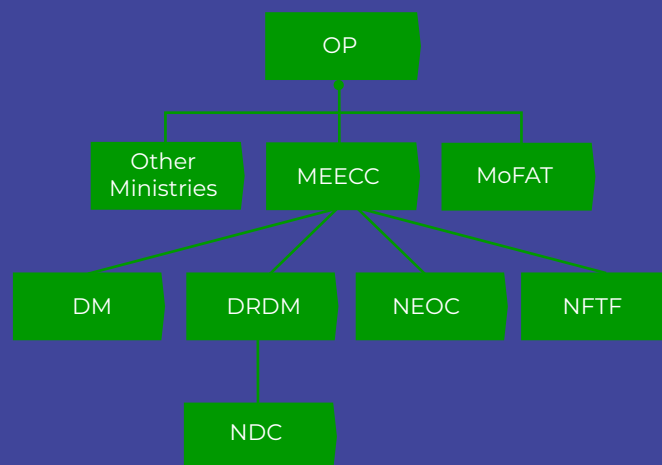 OP
Other
Ministries
MEECC
MoFAT
DM
DRDM
NEOC
NFTF
NDC